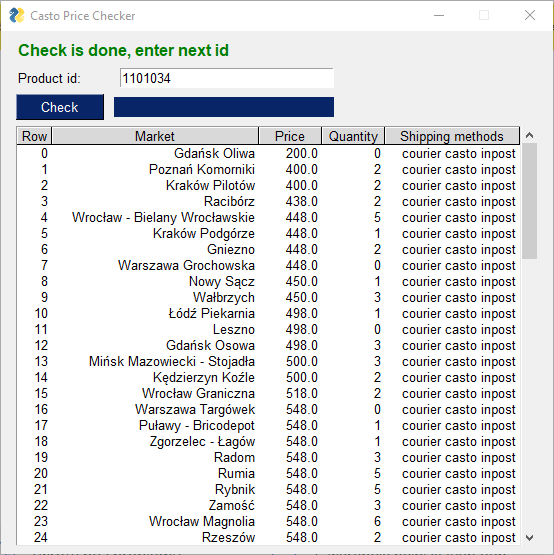 Casto Price Checker
Check is done, enter next id
Product id: 1101034
Check
Row Market Price Quantity Shipping methods
0 Gdańsk Oliwa 200.0 0 courier casto inpost
1 Poznań Komorniki 400.0 2 courier casto inpost
2 Kraków Pilotów 400.0 2 courier casto inpost
3 Racibórz 438.0 2 courier casto inpost
4 Wrocław - Bielany Wrocławskie 448.0 5 courier casto inpost
5 Kraków Podgórze 448.0 1 courier casto inpost
6 Gniezno 448.0 2 courier casto inpost
7 Warszawa Grochowska 448.0 0 courier casto inpost
8 Nowy Sącz 450.0 1 courier casto inpost
9 Wałbrzych 450.0 3 courier casto inpost
10 Łódź Piekarnia 498.0 1 courier casto inpost
11 Leszno 498.0 0 courier casto inpost
12 Gdańsk Osowa 498.0 3 courier casto inpost
13 Mińsk Mazowiecki - Stojadła 500.0 3 courier casto inpost
14 Kędzierzyn Koźle 500.0 2 courier casto inpost
15 Wrocław Graniczna 518.0 2 courier casto inpost
16 Warszawa Targówek 548.0 0 courier casto inpost
17 Puławy - Bricodepot 548.0 1 courier casto inpost
18 Zgorzelec - Łagów 548.0 1 courier casto inpost
19 Radom 548.0 3 courier casto inpost
20 Rumia 548.0 5 courier casto inpost
21 Rybnik 548.0 5 courier casto inpost
22 Zamość 548.0 3 courier casto inpost
23 Wrocław Magnolia 548.0 6 courier casto inpost
24 Rzeszów 548.0 2 courier casto inpost